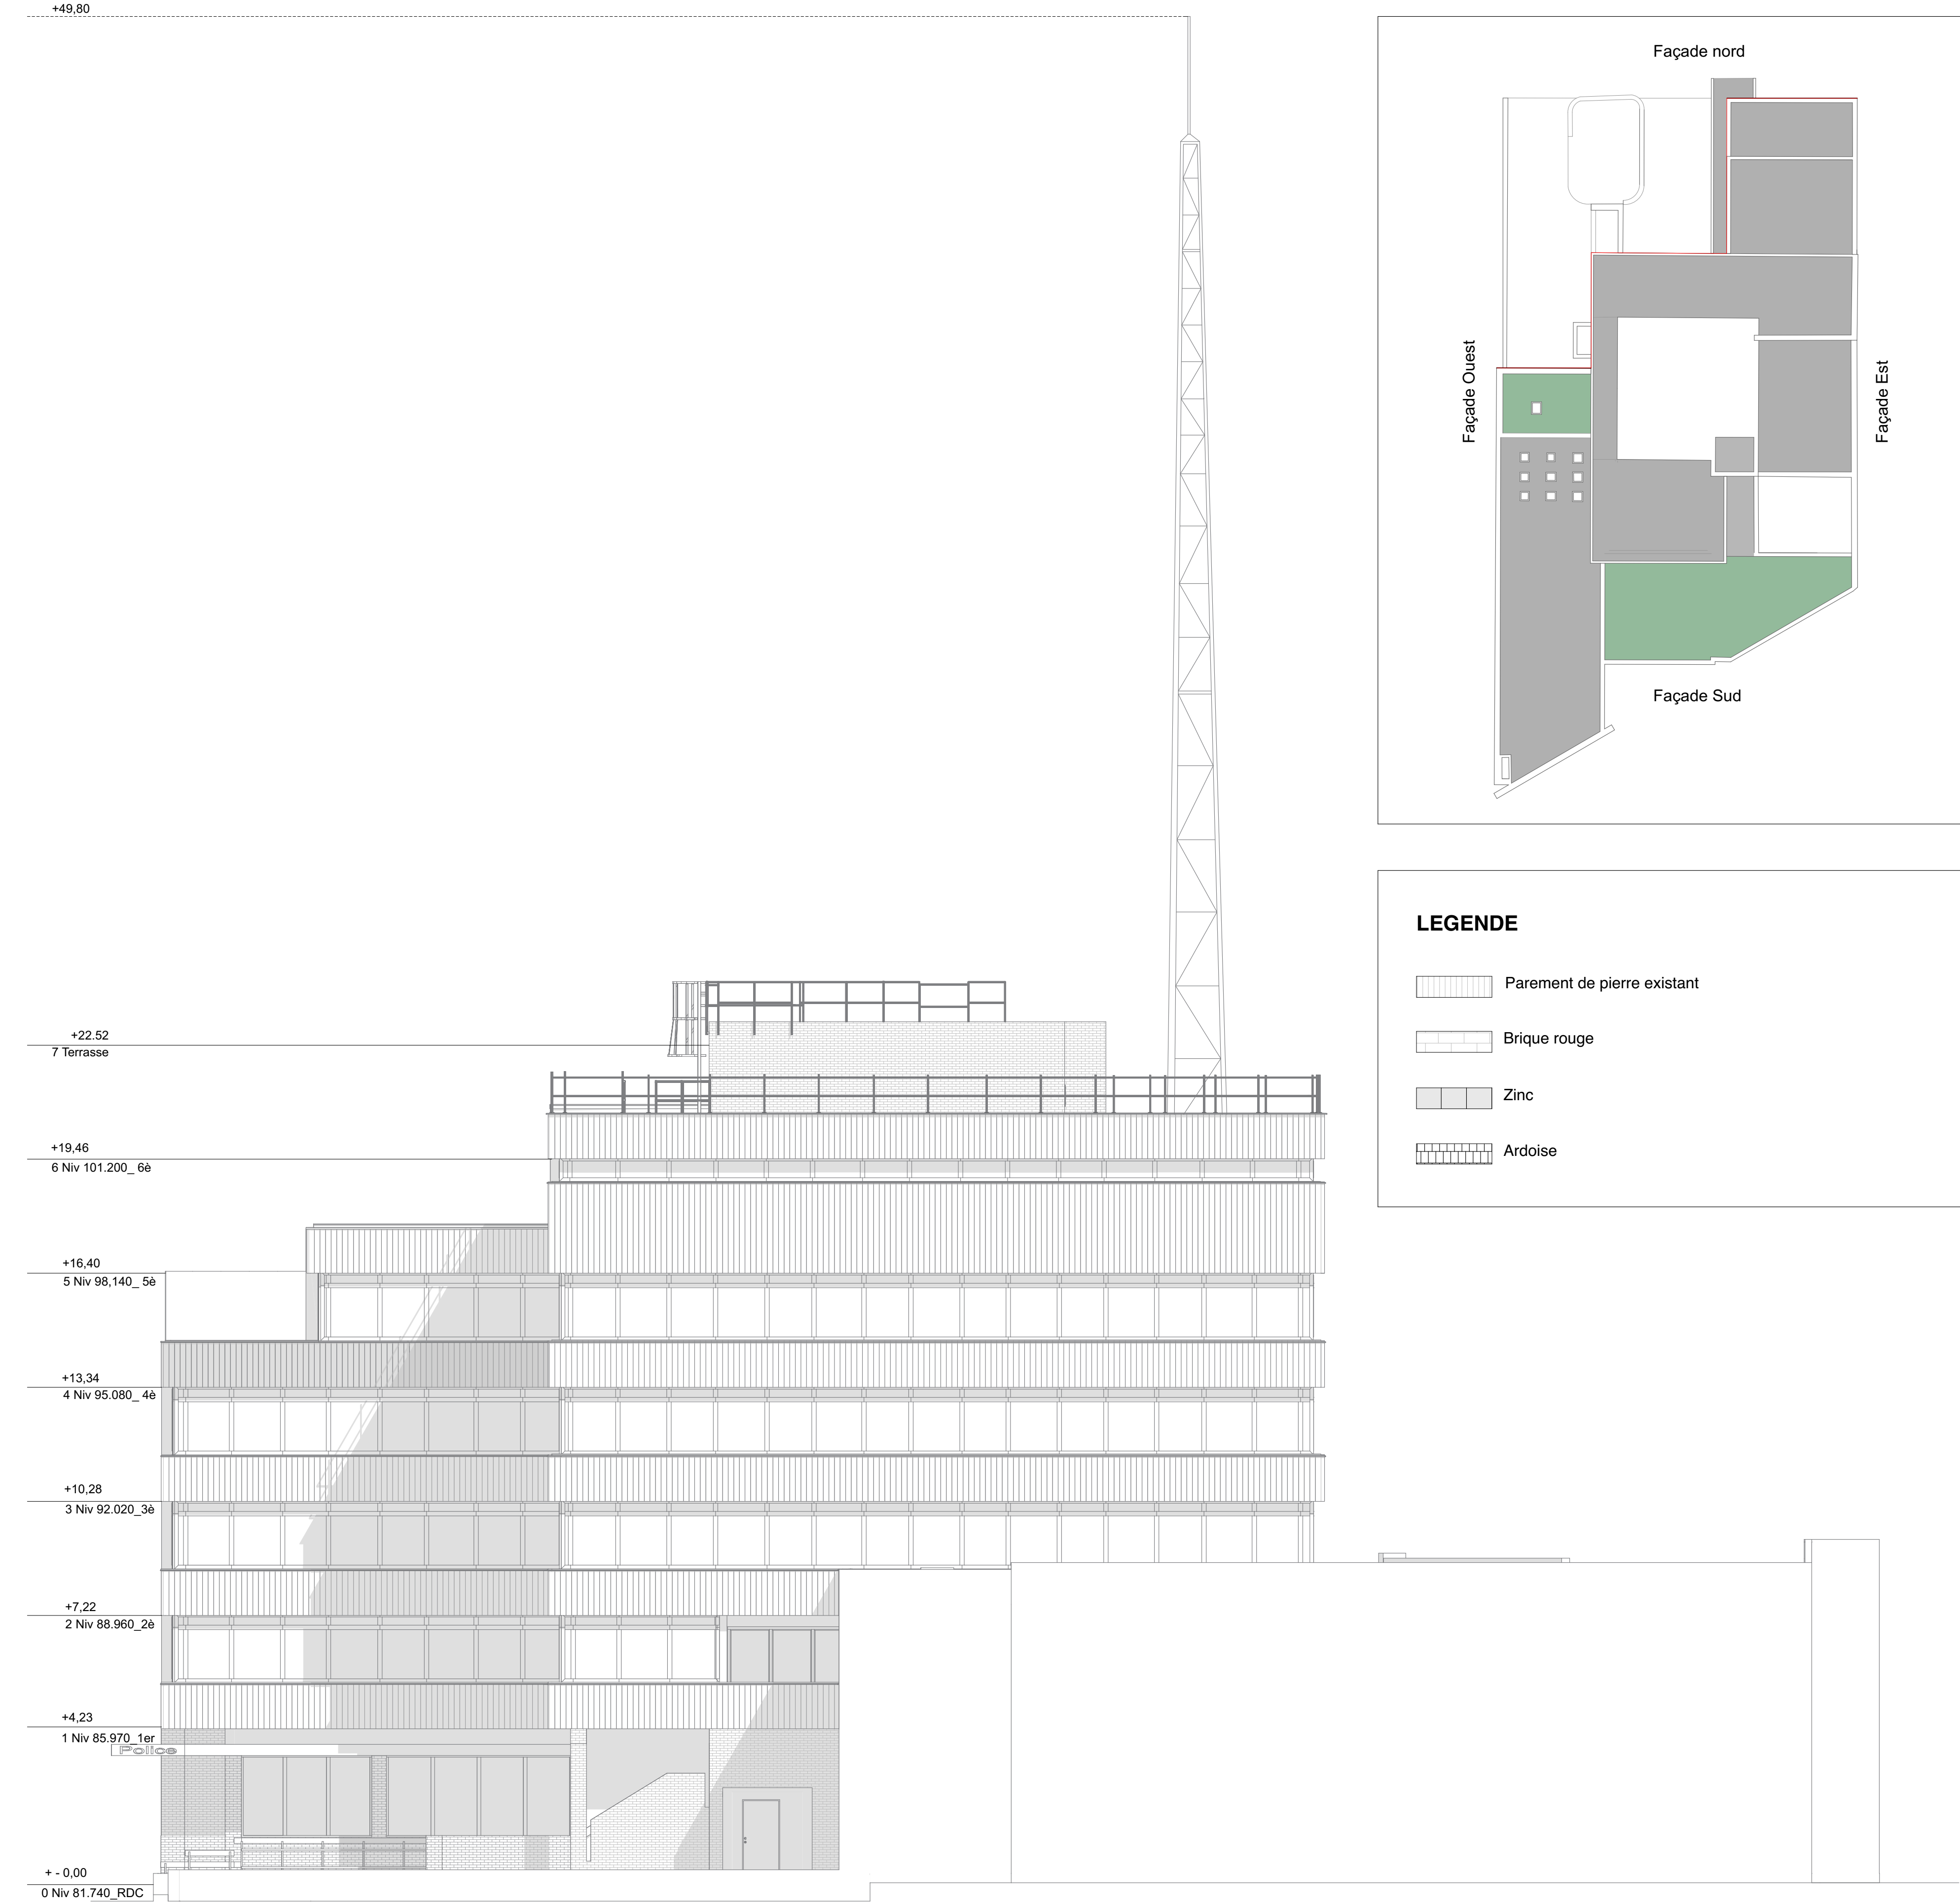 +49,80
Façade nord
Façade Ouest
Façade Est
Façade Sud
LEGENDE
Parement de pierre existant
Brique rouge
Zinc
Ardoise
+22.52
7 Terrasse
+19,46
6 Niv 101.200_ 6è
+16,40
5 Niv 98,140_ 5è
+13,34
4 Niv 95.080_ 4è
+10,28
3 Niv 92.020_3è
+7,22
2 Niv 88.960_2è
+4,23
1 Niv 85.970_1er
Police
+ - 0,00
0 Niv 81.740_RDC